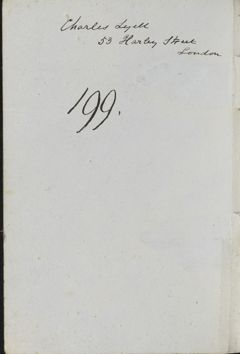 Charles Lyell
53 Harley Street
London
199.